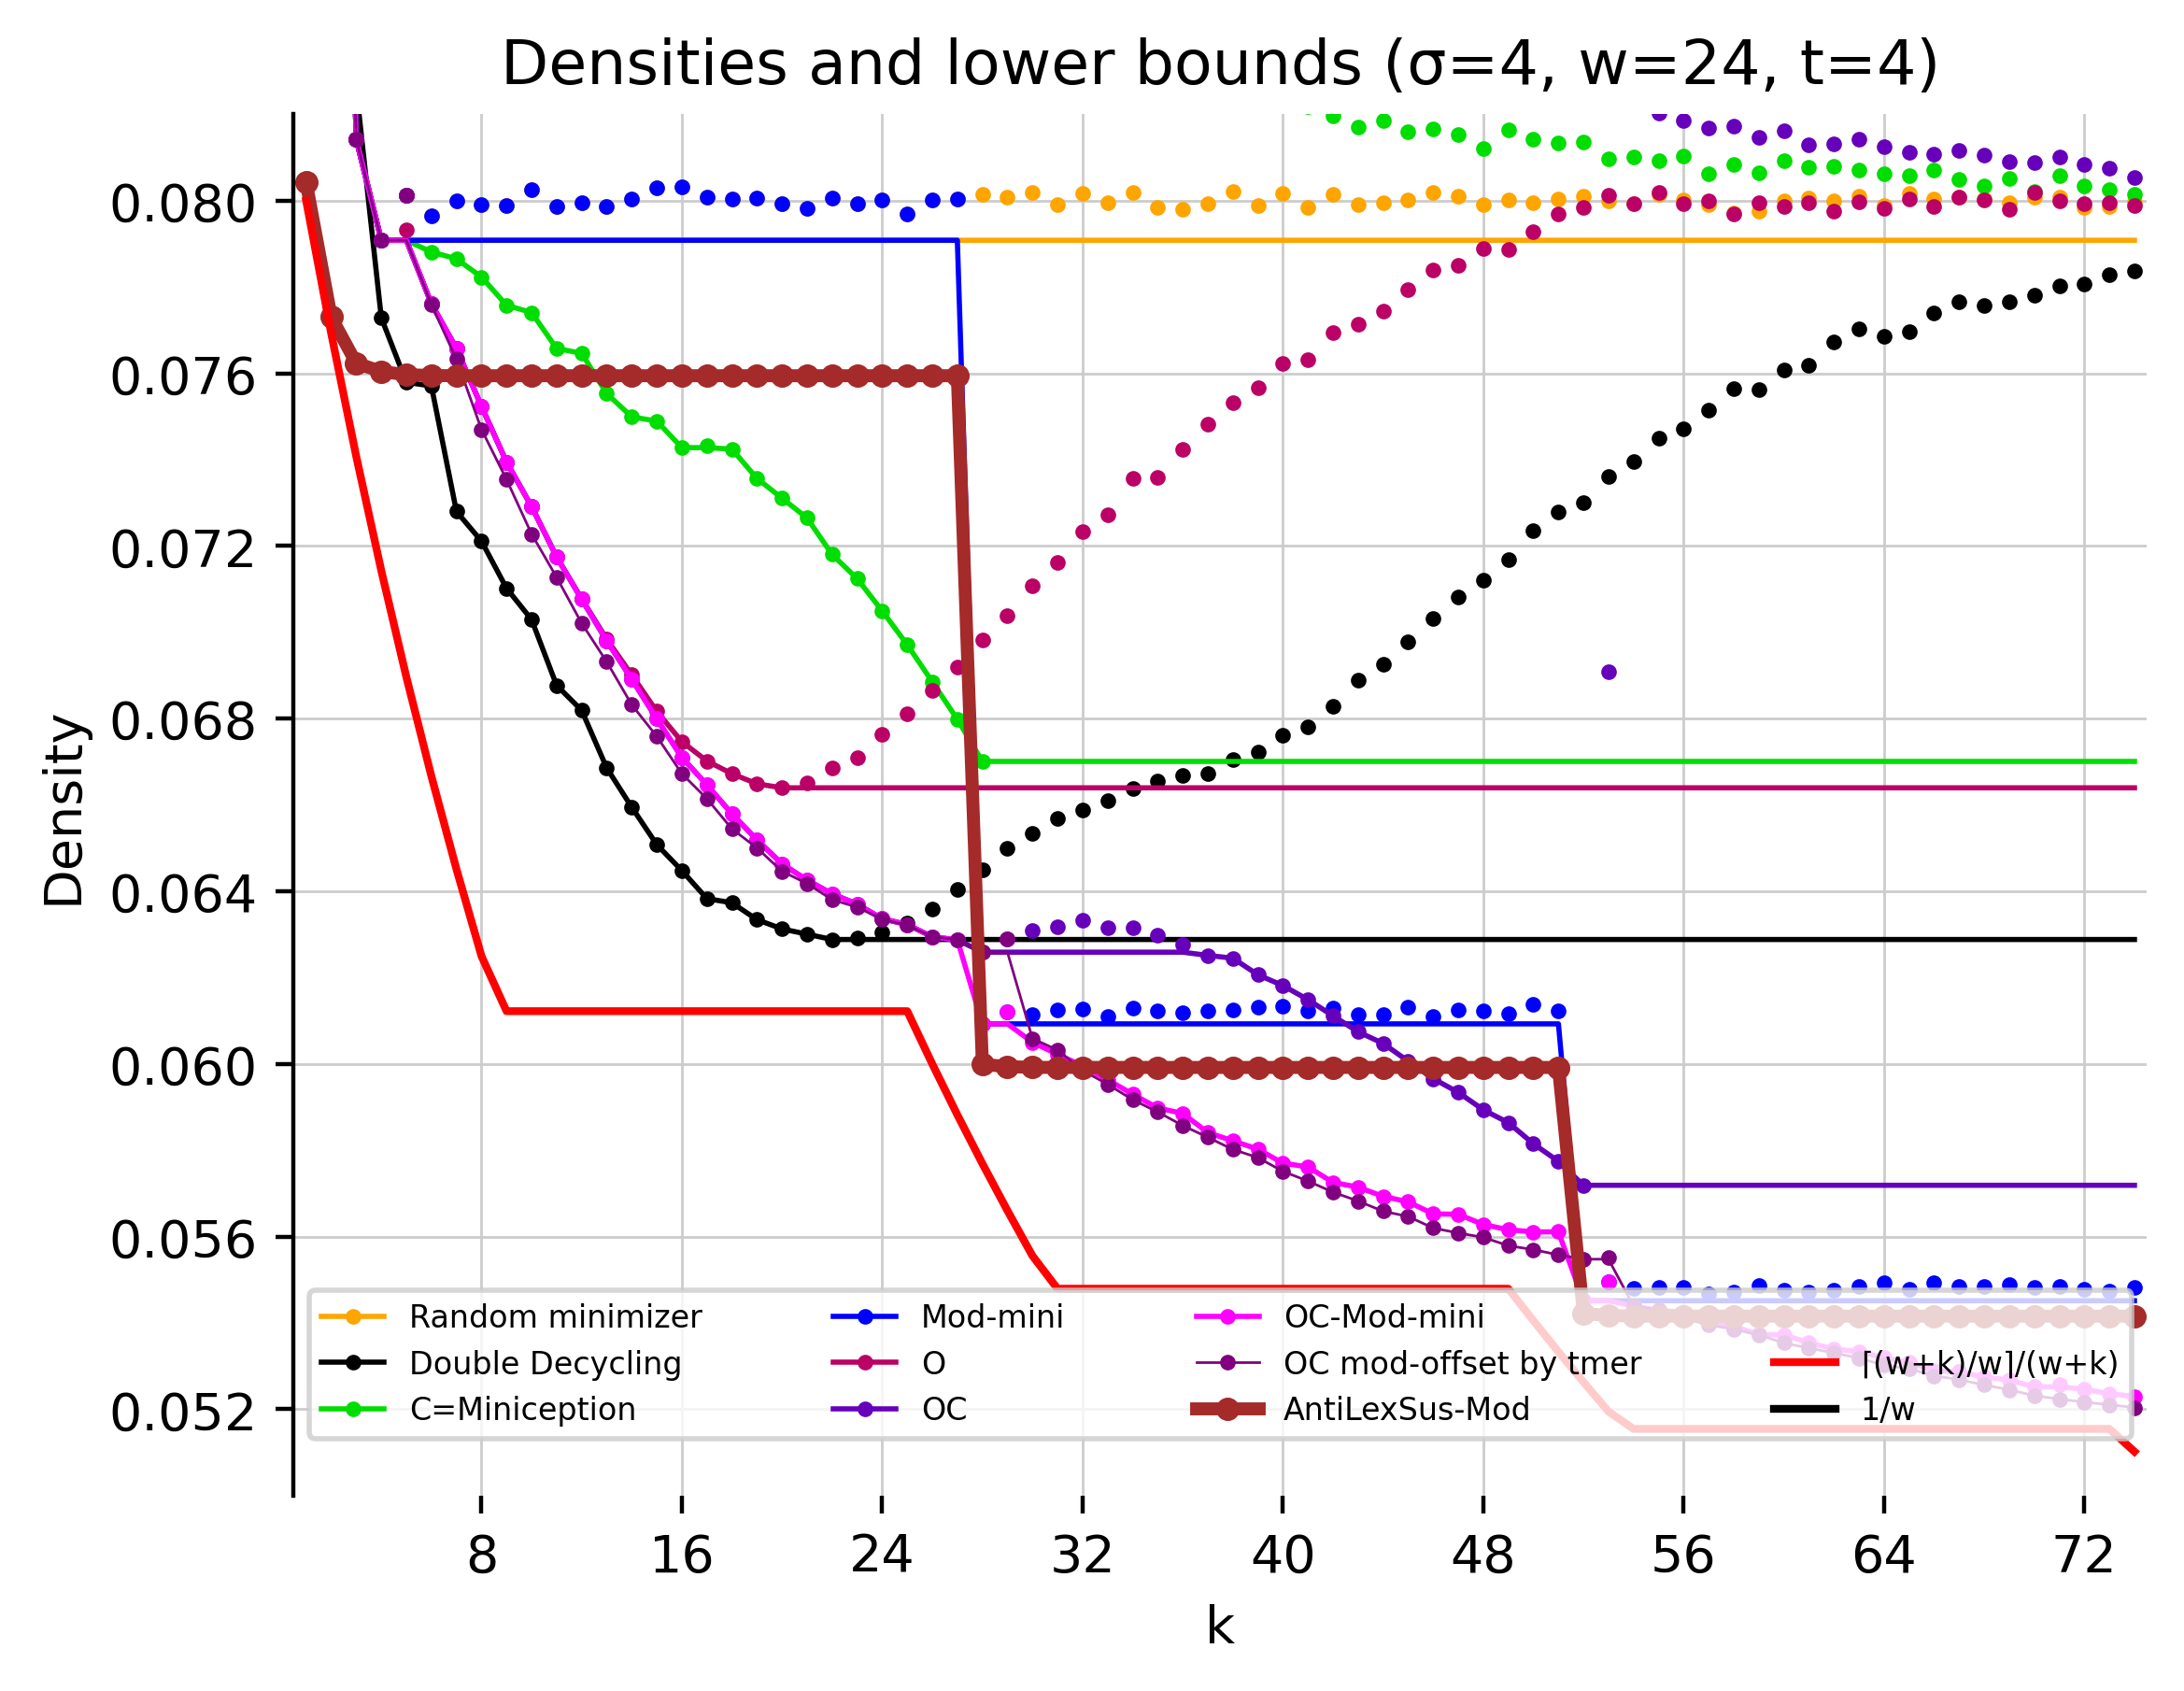 Densities and lower bounds (σ=4, w=24, t=4)
Density
0.080
0.076
0.072
0.068
0.064
0.060
0.056
0.052
Random minimizer
Double Decycling
C=Miniception
Mod-mini
O
OC
OC-Mod-mini
OC mod-offset by tmer
AntiLexSus-Mod
⌈(w+k)/w⌉/(w+k)
1/w
8 16 24 32 40 48 56 64 72
k